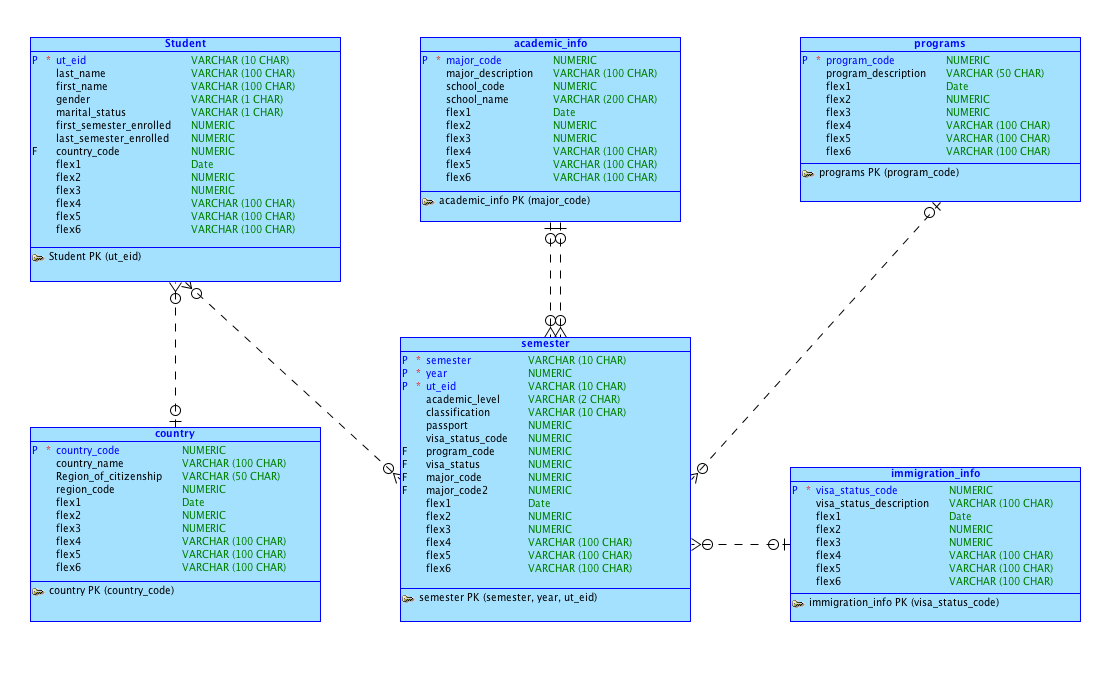 Student
P * ut_eid VARCHAR (10 CHAR)
last_name VARCHAR (100 CHAR)
first_name VARCHAR (100 CHAR)
gender VARCHAR (1 CHAR)
marital_status VARCHAR (1 CHAR)
first_semester_enrolled NUMERIC
last_semester_enrolled NUMERIC
F country_code NUMERIC
flex1 Date
flex2 NUMERIC
flex3 NUMERIC
flex4 VARCHAR (100 CHAR)
flex5 VARCHAR (100 CHAR)
flex6 VARCHAR (100 CHAR)
Student PK (ut_eid)
academic_info
P * major_code NUMERIC
major_description VARCHAR (100 CHAR)
school_code NUMERIC
school_name VARCHAR (200 CHAR)
flex1 Date
flex2 NUMERIC
flex3 NUMERIC
flex4 VARCHAR (100 CHAR)
flex5 VARCHAR (100 CHAR)
flex6 VARCHAR (100 CHAR)
academic_info PK (major_code)
programs
P * program_code NUMERIC
program_description VARCHAR (50 CHAR)
flex1 Date
flex2 NUMERIC
flex3 NUMERIC
flex4 VARCHAR (100 CHAR)
flex5 VARCHAR (100 CHAR)
flex6 VARCHAR (100 CHAR)
programs PK (program_code)
country
P * country_code NUMERIC
country_name VARCHAR (100 CHAR)
Region_of_citizenship VARCHAR (50 CHAR)
region_code NUMERIC
flex1 Date
flex2 NUMERIC
flex3 NUMERIC
flex4 VARCHAR (100 CHAR)
flex5 VARCHAR (100 CHAR)
flex6 VARCHAR (100 CHAR)
country PK (country_code)
semester
P * semester VARCHAR (10 CHAR)
P * year NUMERIC
P * ut_eid VARCHAR (10 CHAR)
academic_level VARCHAR (2 CHAR)
classification VARCHAR (10 CHAR)
passport NUMERIC
visa_status_code NUMERIC
F program_code NUMERIC
F visa_status NUMERIC
F major_code NUMERIC
F major_code2 NUMERIC
flex1 Date
flex2 NUMERIC
flex3 NUMERIC
flex4 VARCHAR (100 CHAR)
flex5 VARCHAR (100 CHAR)
flex6 VARCHAR (100 CHAR)
semester PK (semester, year, ut_eid)
immigration_info
P * visa_status_code NUMERIC
visa_status_description VARCHAR (100 CHAR)
flex1 Date
flex2 NUMERIC
flex3 NUMERIC
flex4 VARCHAR (100 CHAR)
flex5 VARCHAR (100 CHAR)
flex6 VARCHAR (100 CHAR)
immigration_info PK (visa_status_code)